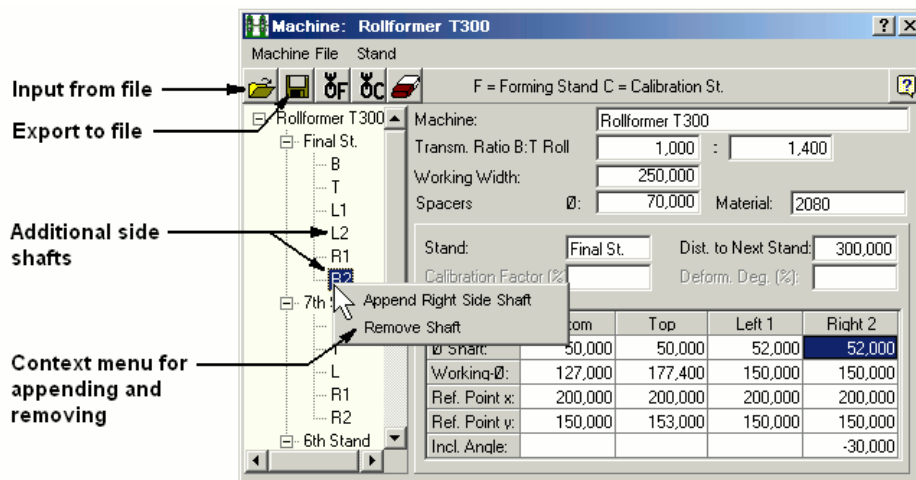 Machine: Rollformer T300
Machine File Stand
F = Forming Stand C = Calibration St.
Input from file
Export to file
Additional side
shafts
Context menu for
appending and
removing
Rollformer T300
Final St.
B
T
L1
L2
R1
R2
7th
L
R1
R2
6th Stand
Machine: Rollformer T300
Transm. Ratio B:T Roll 1,000 : 1,400
Working Width: 250,000
Spacers Ø: 70,000 Material: 2080
Stand: Final St. Dist. to Next Stand: 300,000
Calibration Factor (% Deform. Deg. (%):
Append Right Side Shaft
Remove Shaft
tom Top Left 1 Right 2
Ø Shaft: 50,000 50,000 52,000 52,000
Working-Ø: 127,000 177,400 150,000 150,000
Ref. Point x: 200,000 200,000 200,000 200,000
Ref. Point y: 150,000 153,000 150,000 150,000
Incl. Angle: -30,000